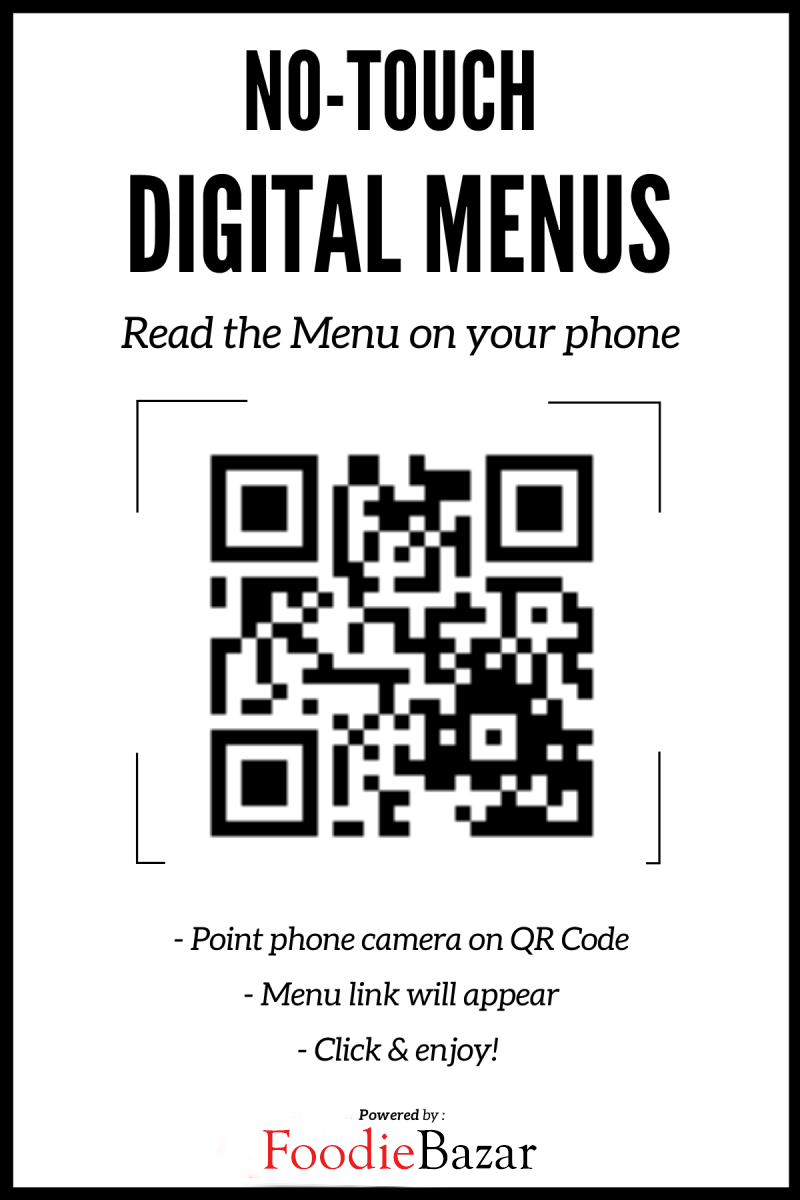 NO-TOUCH
DIGITAL MENUS
Read the Menu on your phone
- Point phone camera on QR Code
- Menu link will appear
- Click & enjoy!
Powered by :
FoodieBazar